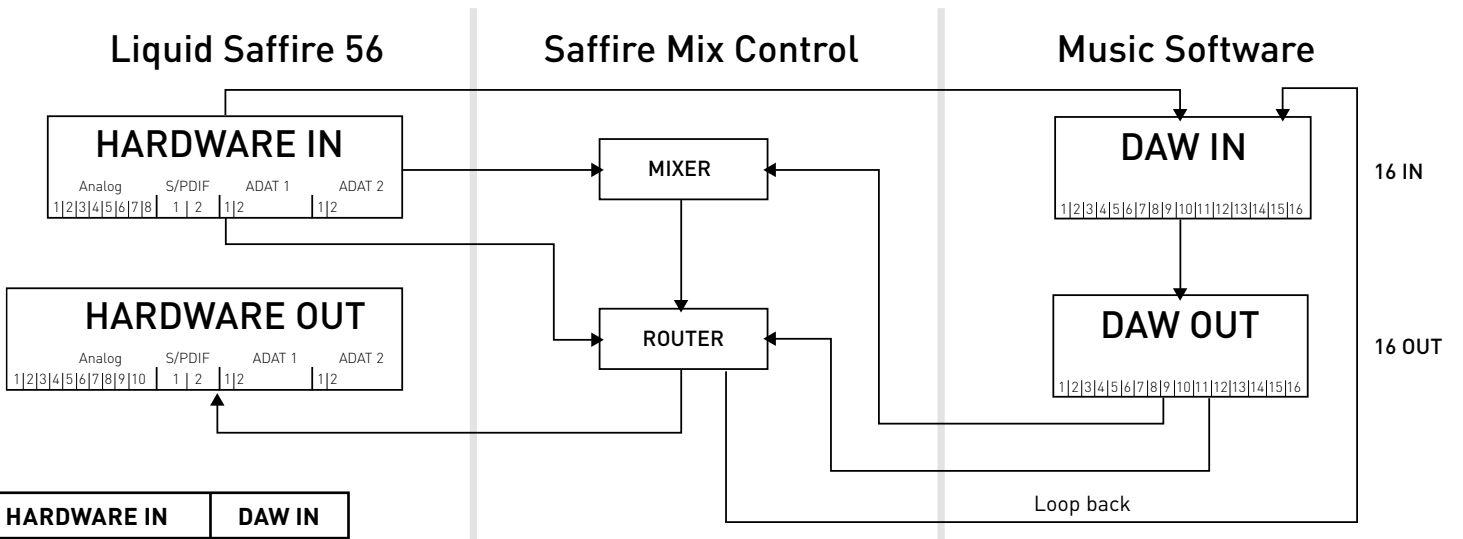 Liquid Saffire 56
Saffire Mix Control
Music Software
HARDWARE IN
Analog S/PDIF ADAT 1 ADAT 2
1|2|3|4|5|6|7|8 1 | 2 1|2 1|2
MIXER
DAW IN
1|2|3|4|5|6|7|8|9|10|11|12|13|14|15|16
16 IN
HARDWARE OUT
Analog S/PDIF ADAT 1 ADAT 2
1|2|3|4|5|6|7|8|9|10 1 | 2 1|2 1|2
ROUTER
DAW OUT
1|2|3|4|5|6|7|8|9|10|11|12|13|14|15|16
16 OUT
Loop back
HARDWARE IN DAW IN